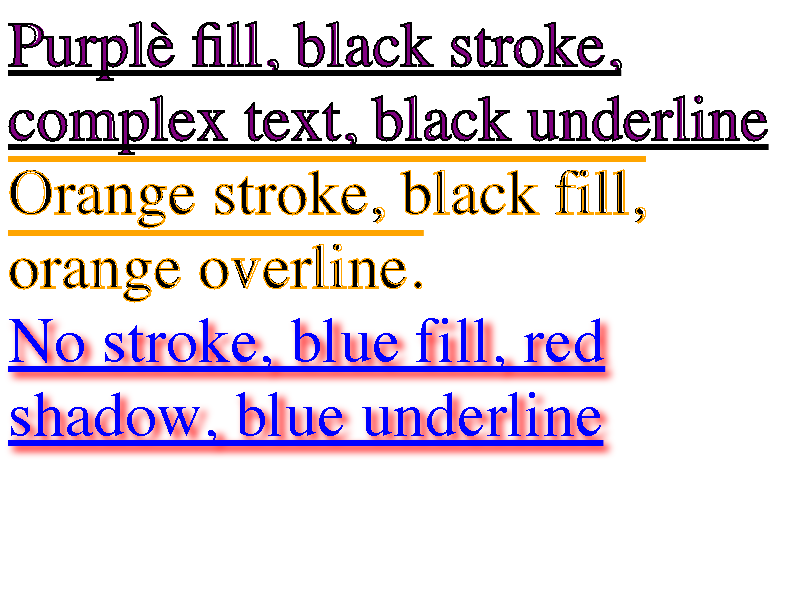 Purplè fill, black stroke,
complex text, black underline
Orange stroke, black fill,
orange overline.
No stroke, blue fill, red
shadow, blue underline